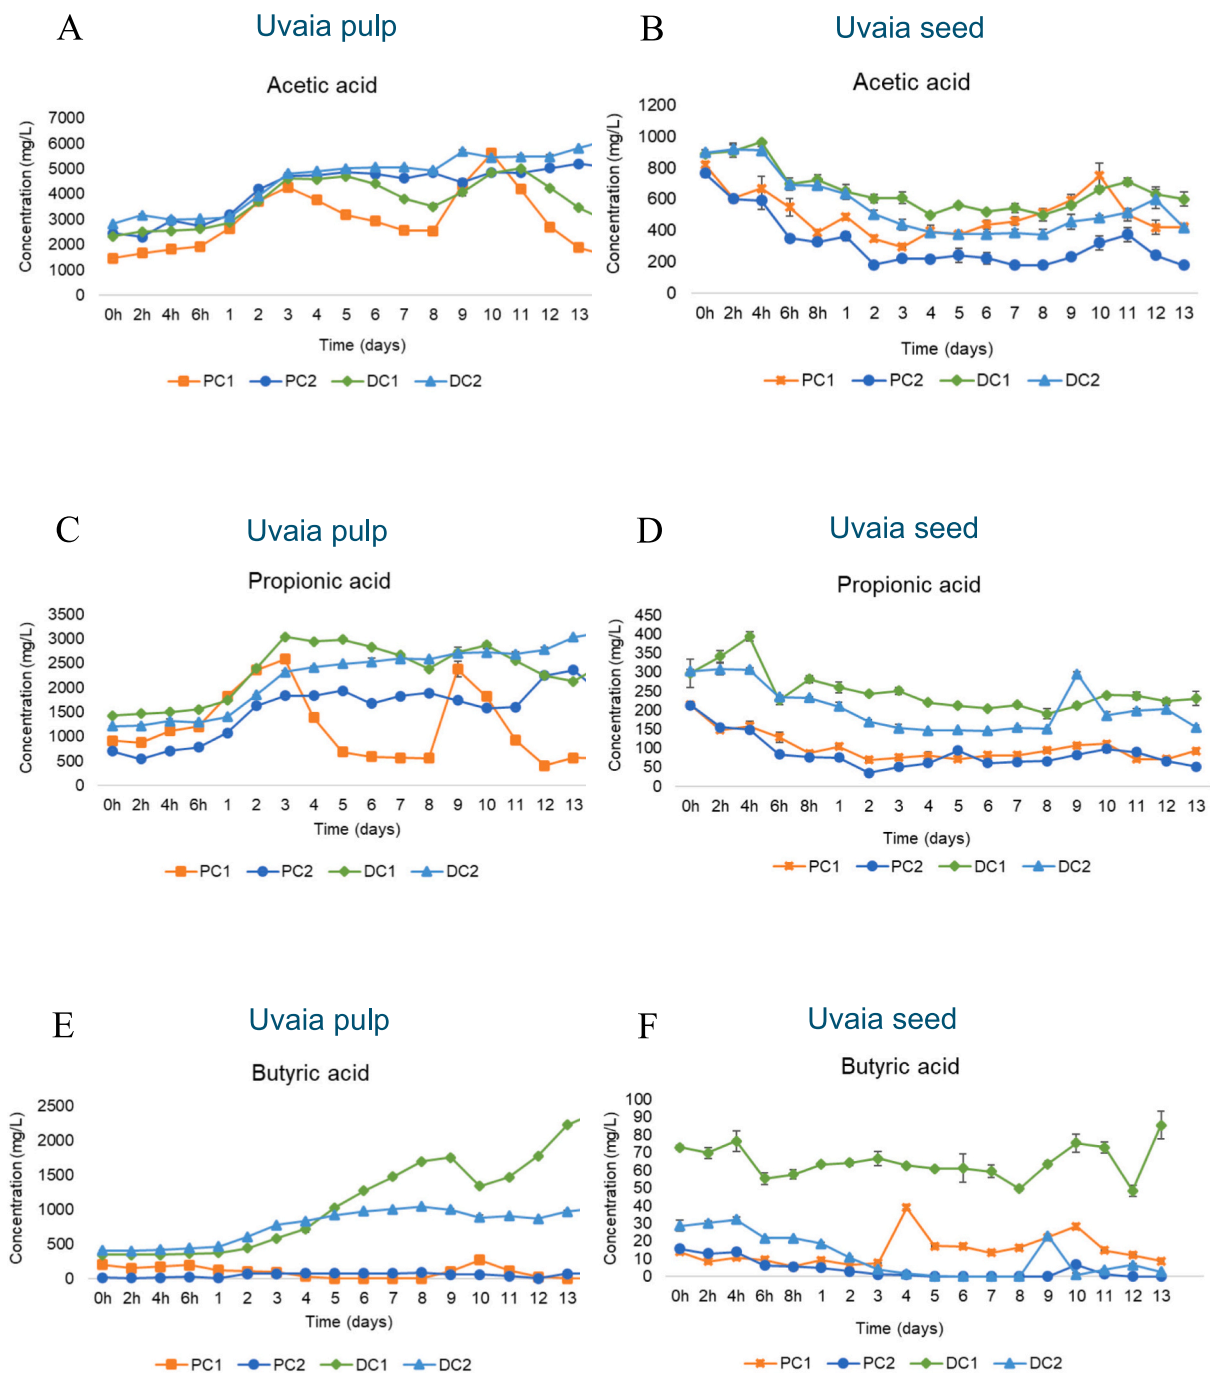 A
Uvaia pulp
Acetic acid
Concentration (mg/L)
7000
6000
5000
4000
3000
2000
1000
0
0h 2h 4h 6h 1 2 3 4 5 6 7 8 9 10 11 12 13
Time (days)
PC1 PC2 DC1 DC2
B
Uvaia seed
Acetic acid
Concentration (mg/L)
1200
1000
800
600
400
200
0
0h 2h 4h 6h 8h 1 2 3 4 5 6 7 8 9 10 11 12 13
Time (days)
PC1 PC2 DC1 DC2
C
Uvaia pulp
Propionic acid
Concentration (mg/L)
3500
3000
2500
2000
1500
1000
500
0
0h 2h 4h 6h 1 2 3 4 5 6 7 8 9 10 11 12 13
Time (days)
PC1 PC2 DC1 DC2
D
Uvaia seed
Propionic acid
Concentration (mg/L)
450
400
350
300
250
200
150
100
50
0
0h 2h 4h 6h 8h 1 2 3 4 5 6 7 8 9 10 11 12 13
Time (days)
PC1 PC2 DC1 DC2
E
Uvaia pulp
Butyric acid
Concentration (mg/L)
2500
2000
1500
1000
500
0
0h 2h 4h 6h 1 2 3 4 5 6 7 8 9 10 11 12 13
Time (days)
PC1 PC2 DC1 DC2
F
Uvaia seed
Butyric acid
Concentration (mg/L)
100
90
80
70
60
50
40
30
20
10
0
0h 2h 4h 6h 8h 1 2 3 4 5 6 7 8 9 10 11 12 13
Time (days)
PC1 PC2 DC1 DC2